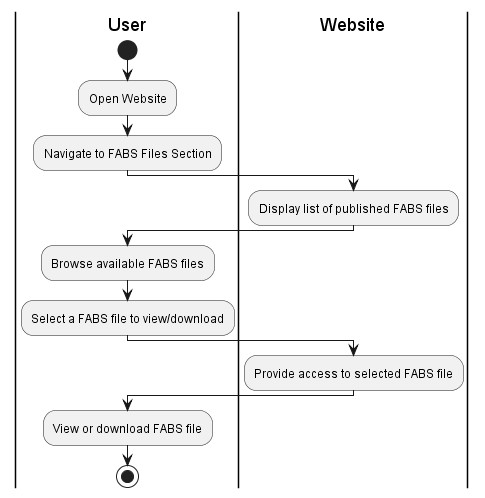 User
Website
Open Website
Navigate to FABS Files Section
Display list of published FABS files
Browse available FABS files
Select a FABS file to view/download
Provide access to selected FABS file
View or download FABS file